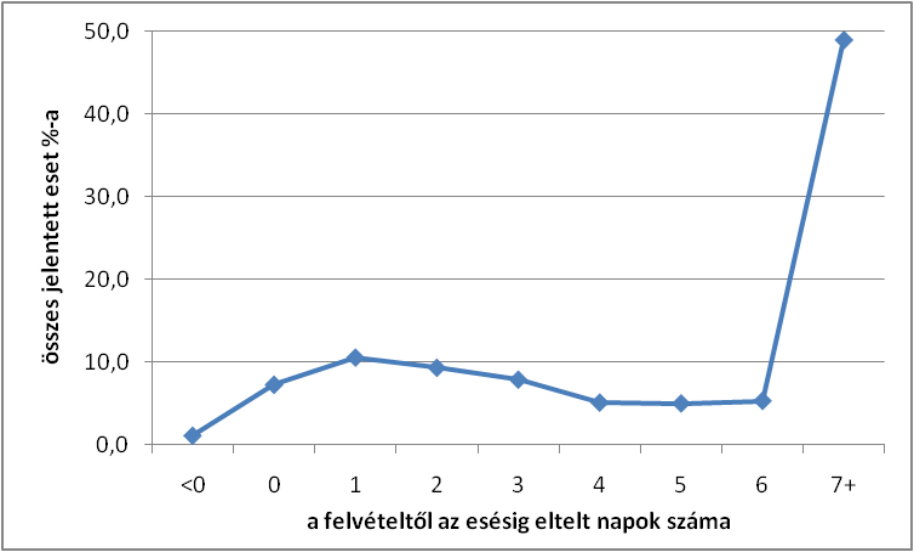 50,0
40,0
30,0
20,0
10,0
0,0
összes jelentett eset %-a
<0 0 1 2 3 4 5 6 7+
a felvételtől az esésig eltelt napok száma